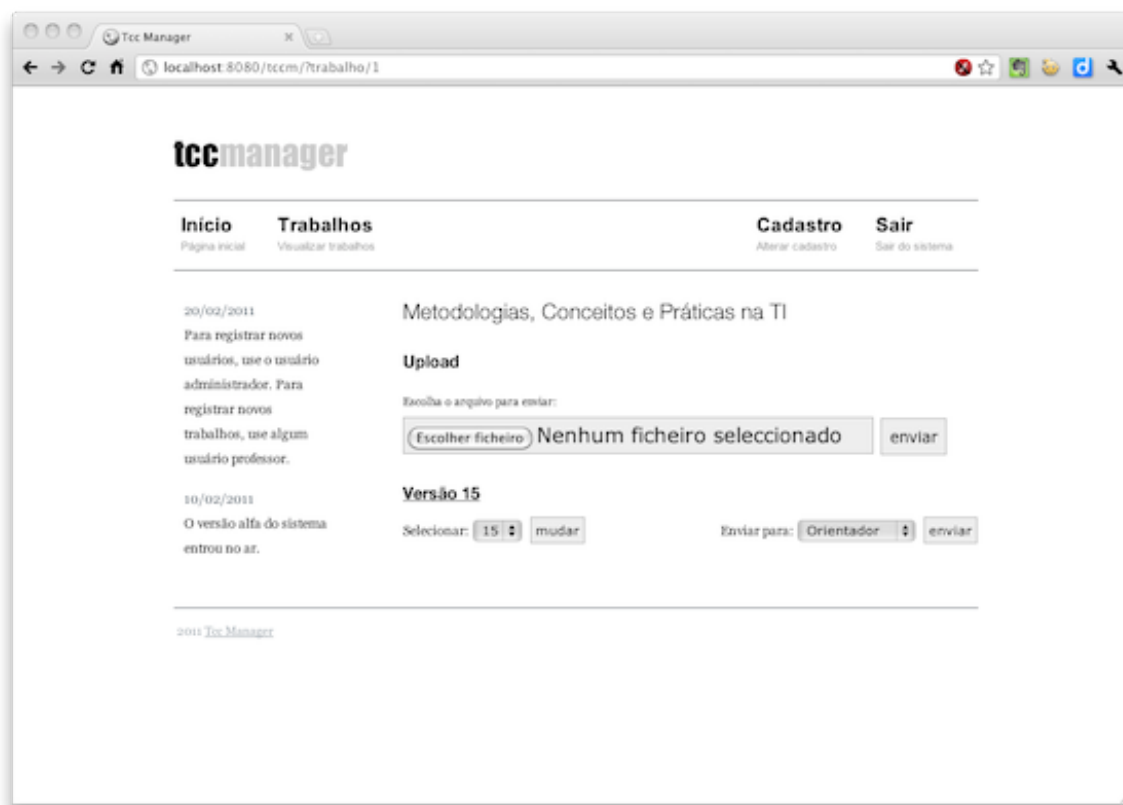 Tcc Manager
localhost:8080/tccm/?trabalho/1
tccmanager
Início Trabalhos Cadastro Sair
Página inicial Visualizar trabalhos Alterar cadastro Sair do sistema
20/02/2011
Para registrar novos
usuários, use o usuário
administrador. Para
registrar novos
trabalhos, use algum
usuário professor.
10/02/2011
O versão alfa do sistema
entrou no ar.
Metodologias, Conceitos e Práticas na TI
Upload
Escolha o arquivo para enviar:
Escolher ficheiro Nenhum ficheiro seleccionado enviar
Versão 15
Selecionar: 15 mudar Enviar para: Orientador enviar
2011 Tcc Manager